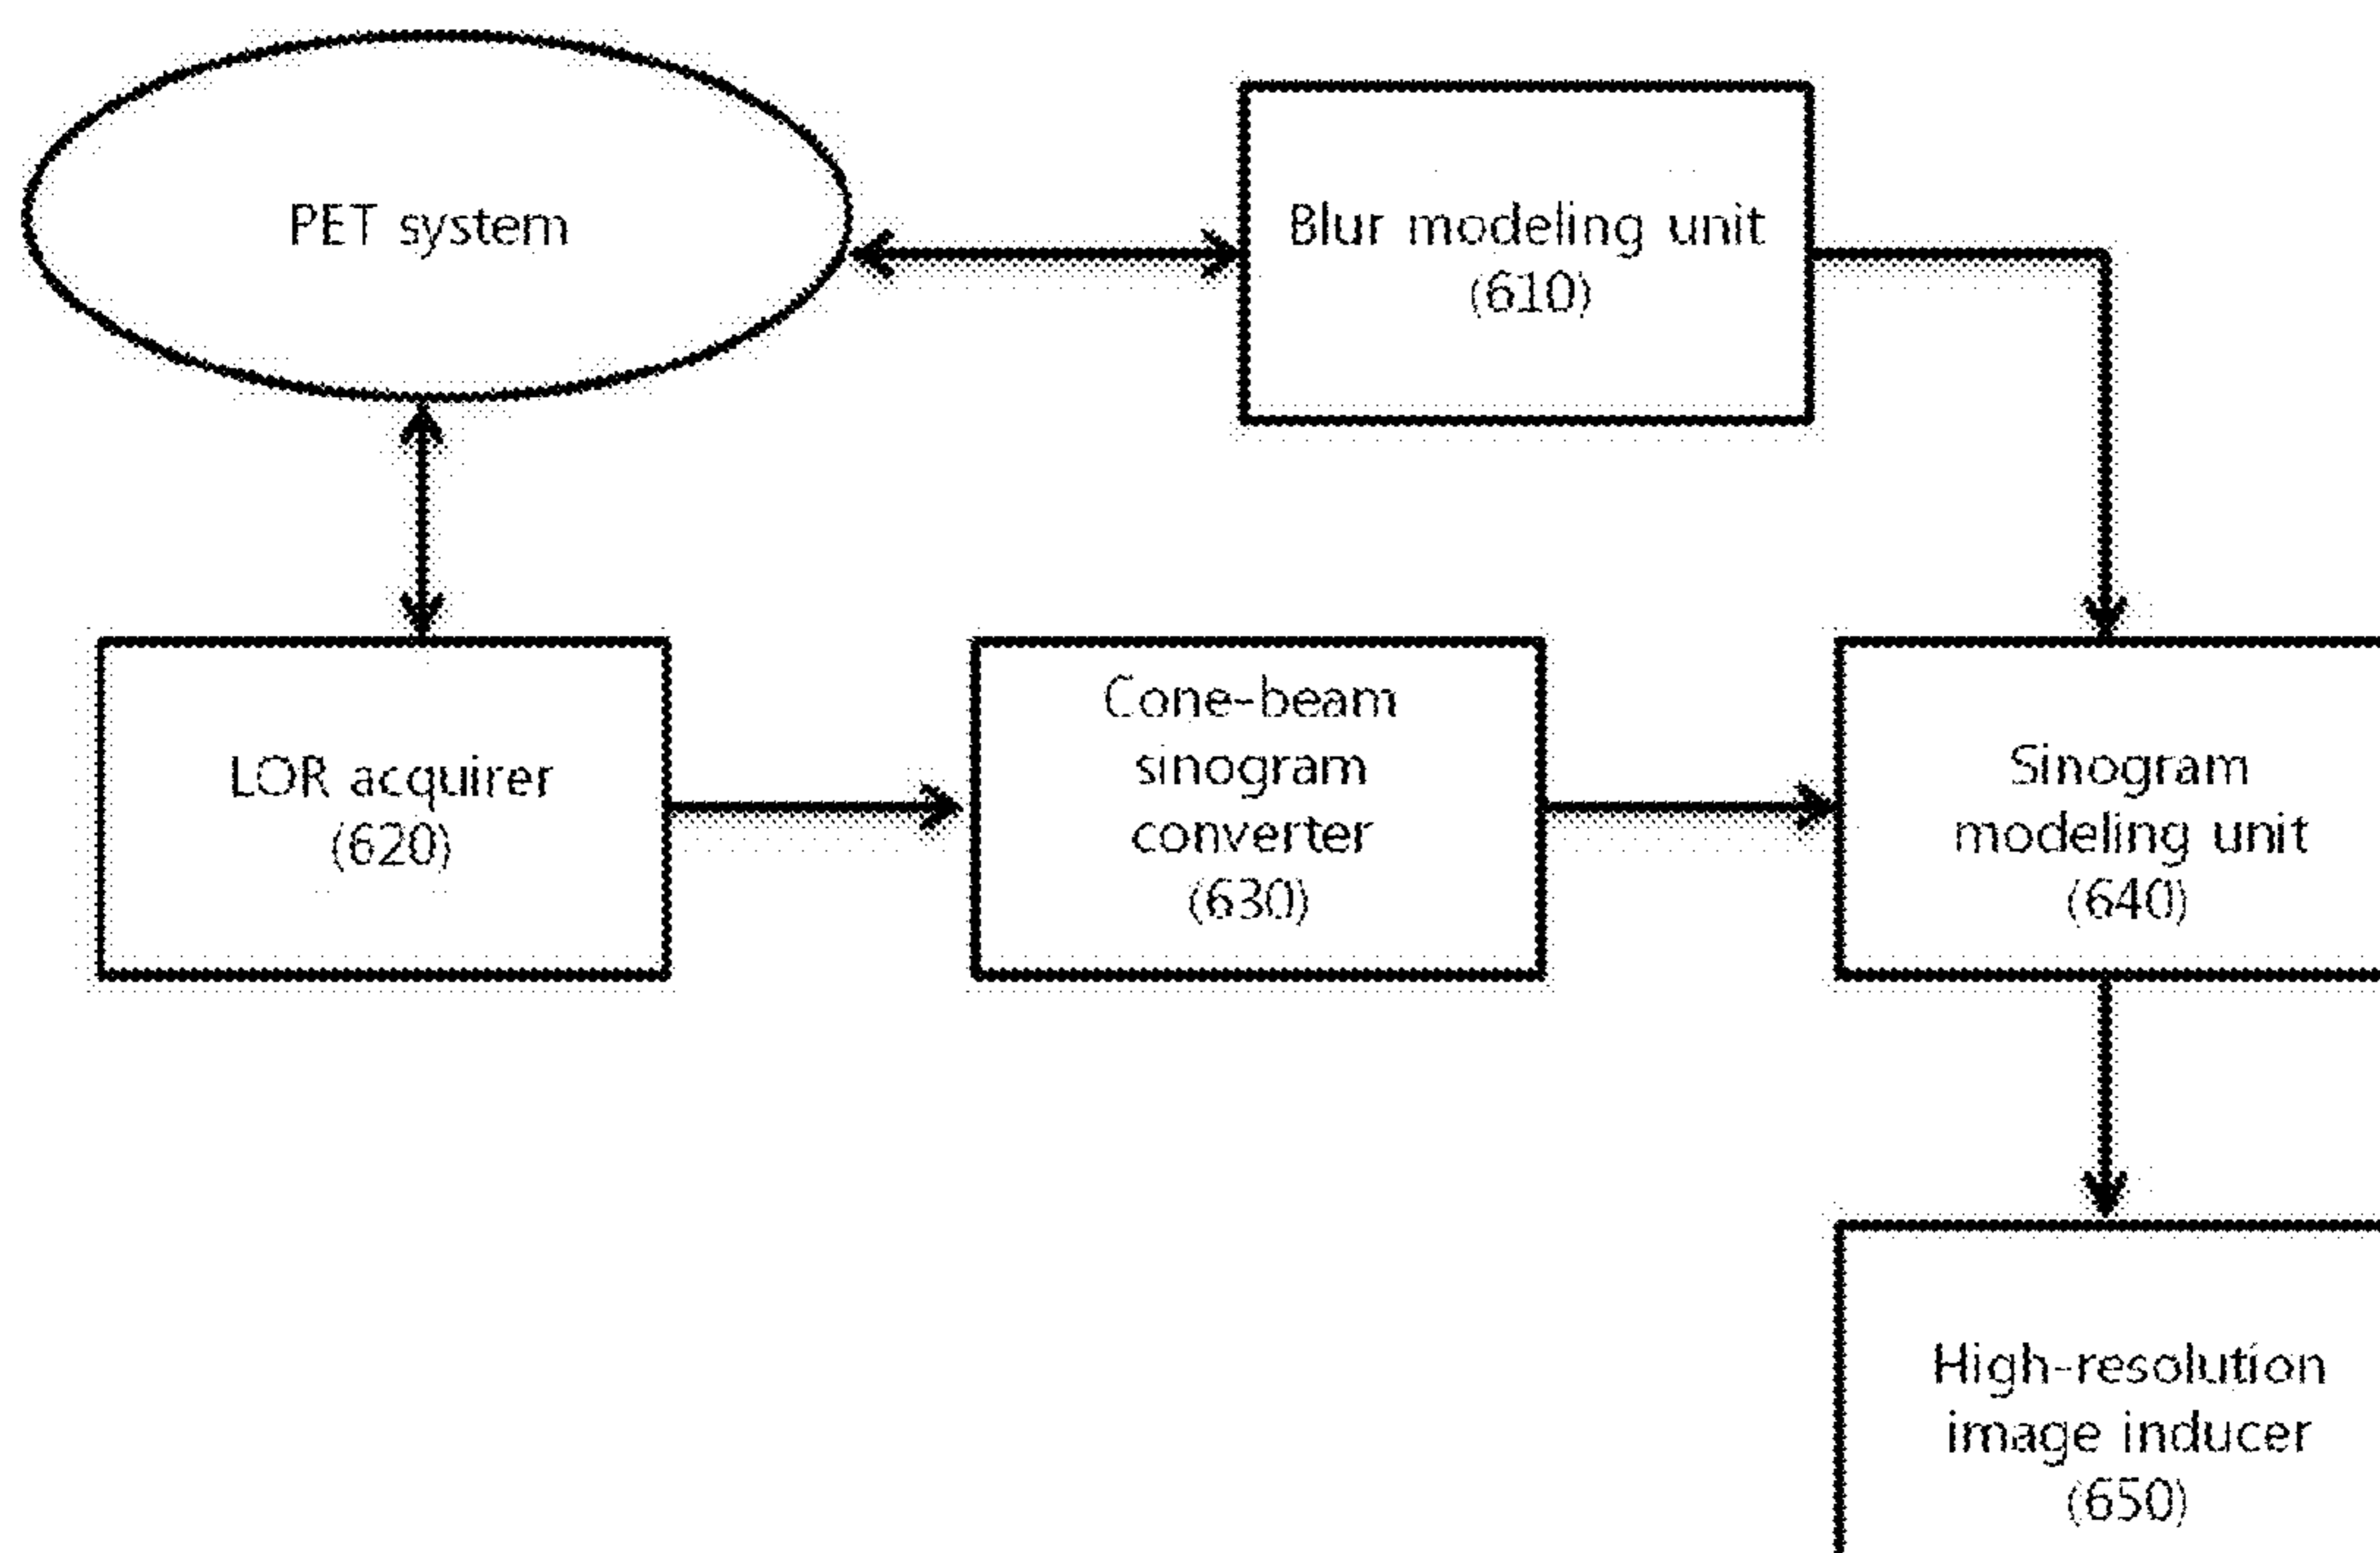 PET system
Blur modeling unit
(610)
LOR acquirer
(620)
Cone-beam
sinogram
converter
(630)
Sinogram
modeling unit
(640)
High-resolution
image inducer
(650)